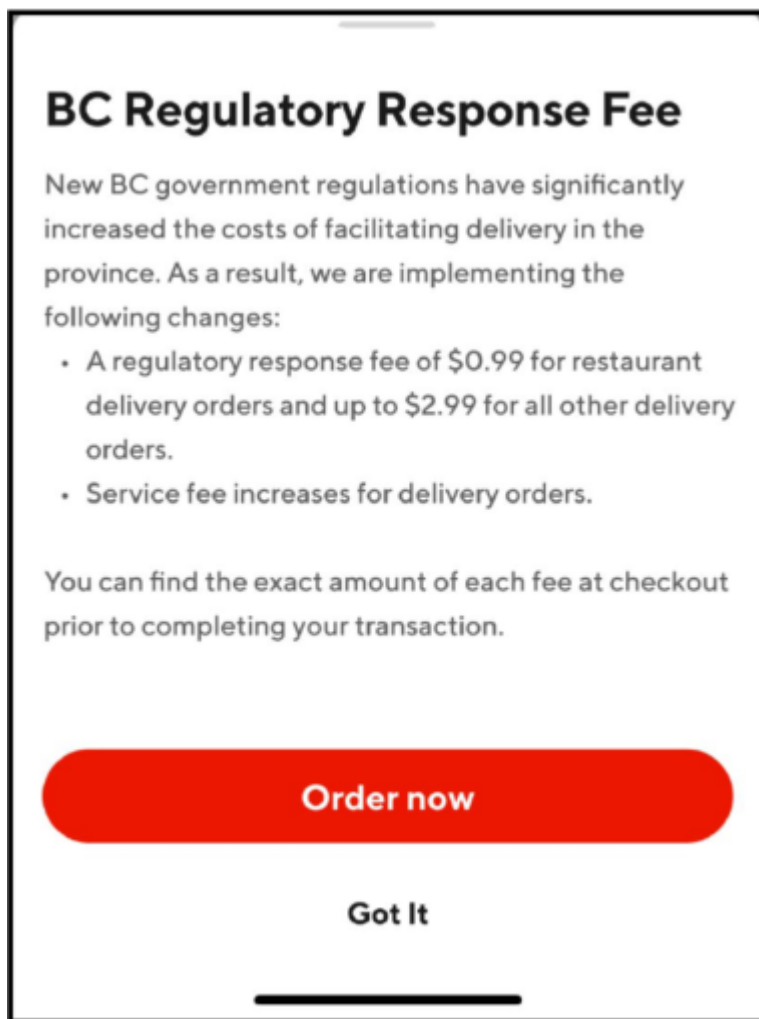 BC Regulatory Response Fee
New BC government regulations have significantly
increased the costs of facilitating delivery in the
province. As a result, we are implementing the
following changes:
• A regulatory response fee of $0.99 for restaurant
delivery orders and up to $2.99 for all other delivery
orders.
• Service fee increases for delivery orders.
You can find the exact amount of each fee at checkout
prior to completing your transaction.
Order now
Got It